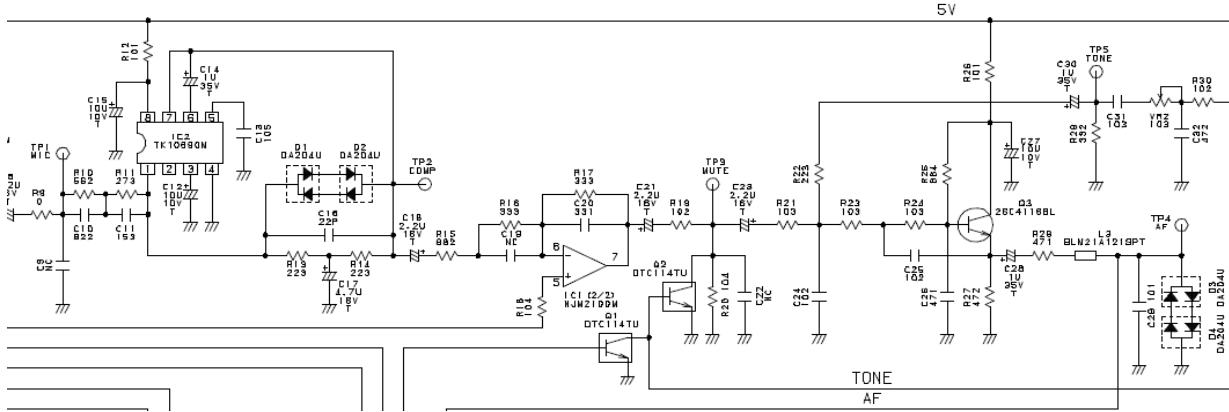 5V
R12
101
C14
1U
35V
T
C15
10U
10V
T
8 7 6 5
IC2
TK10690N
1 2 3 4
C13
105
C12
10U
10V
T
TP1
MIC
R10
562
R11
273
R9
0
C10
822
C11
153
C9
NC
D1
DA204U
D2
DA204U
TP2
COMP
C16
22P
R13
223
R14
223
C17
4.7U
16V
T
C18
2.2U
16V
T
R15
682
R16
333
C19
NC
R17
333
C20
331
6
5
7
IC1 (2/2)
R18
104
C21
2.2U
16V
T
R19
102
TP3
MUTE
C23
2.2U
16V
T
Q2
DTC114TU
Q1
DTC114TU
R20 104
C22
NC
R21
103
R22
223
C24
102
R23
103
R24
103
C25
102
R25
684
C26
471
R26
101
C27
10U
10V
T
Q3
2SC4116BL
R27
472
C28
1U
35V
T
R28
471
L3
BLM21A121SPT
C30
1U
35V
T
TP5
TONE
C31
103
VR2
103
R30
102
C32
472
TP4
AF
C29
101
D3
DA204U
D4
DA204U
TONE
AF